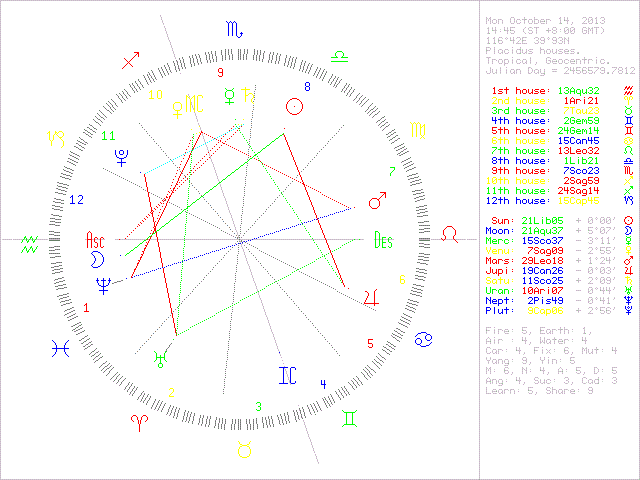 Mon October 14, 2013
14:45 (ST +8:00 GMT)
116°42E 39°93N
Placidus houses.
Tropical, Geocentric.
Julian Day = 2456579.7812
1st house: 13Aqu32
2nd house: 1Ari21
3rd house: 7Tau28
4th house: 2Gem59
5th house: 24Gem14
6th house: 15Can45
7th house: 13Leo32
8th house: 1Lib21
9th house: 7Sco23
10th house: 2Sag59
11th house: 24Sag14
12th house: 15Cap45
Sun: 21Lib05 + 0°00'
Moon: 21Aqu37 + 5°07'
Merc: 15Sco37 - 3°11'
Venu: 7Sag09 - 2°55'
Mars: 29Leo18 + 1°24'
Jupi: 19Can26 - 0°03'
Satu: 11Sco25 + 2°09'
Uran: 10Ari07 - 0°44'
Nept: 2Pis49 - 0°41'
Plut: 9Cap08 + 2°56'
Fire: 5, Earth: 1,
Air : 4, Water: 4
Car: 4, Fix: 6, Mut: 4
Yang: 9, Yin: 5
M: 6, N: 4, A: 5, D: 5
Ang: 4, Suc: 3, Cad: 3
Learn: 5, Share: 9
9
10
8
11
7
12
Asc
Des
6
1
5
IC
4
2
3